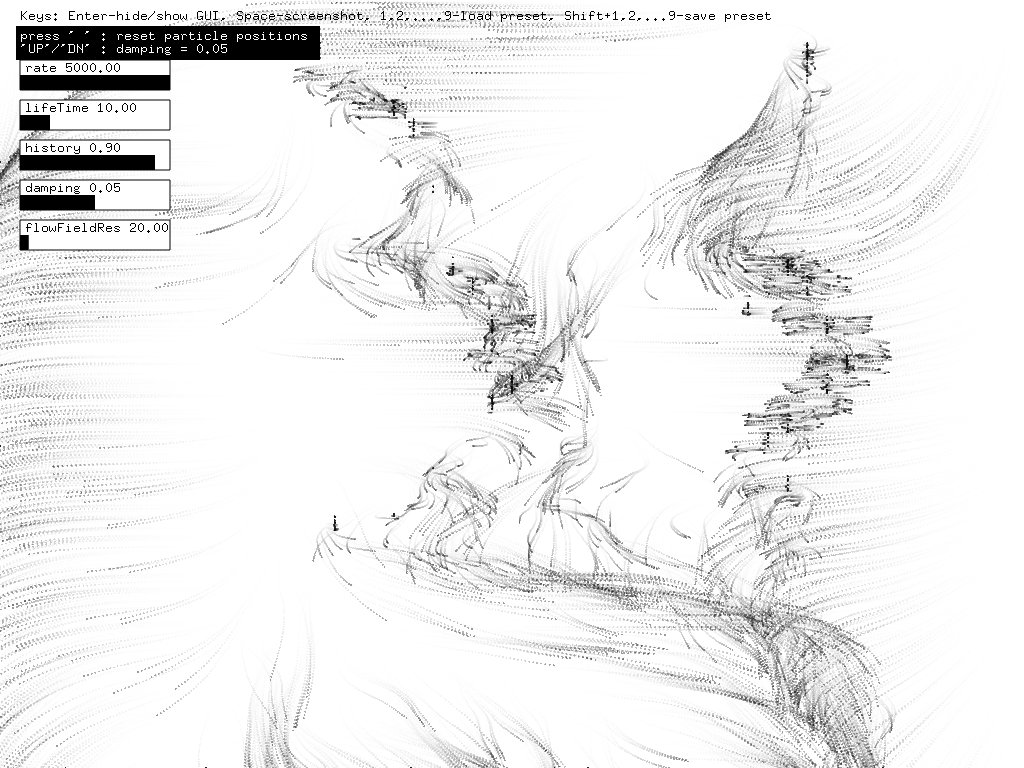 Keys: Enter-hide/show GUI, Space-screenshot, 1,2,...,9-load preset, Shift+1,2,...9-save preset
press ' ' : reset particle positions
'UP'/'DN' : damping = 0.05
rate 5000.00
lifeTime 10.00
history 0.90
damping 0.05
flowFieldRes 20.00